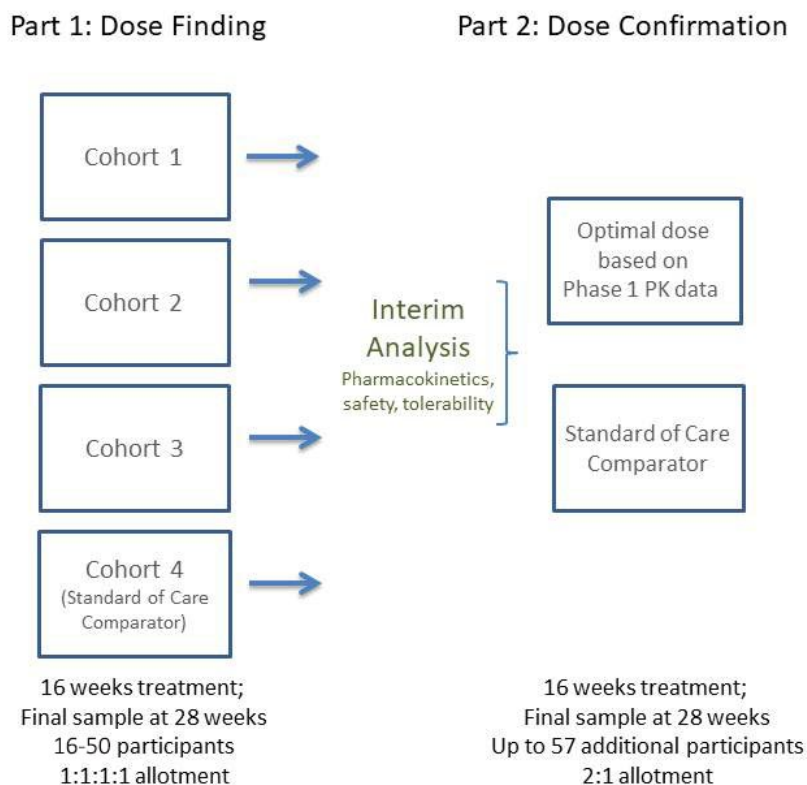 Part 1: Dose Finding
Part 2: Dose Confirmation
Cohort 1
Cohort 2
Cohort 3
Cohort 4
(Standard of Care
Comparator)
16 weeks treatment;
Final sample at 28 weeks
16-50 participants
1:1:1:1 allotment
Interim
Analysis
Pharmacokinetics,
safety, tolerability
Optimal dose
based on
Phase 1 PK data
Standard of Care
Comparator
16 weeks treatment;
Final sample at 28 weeks
Up to 57 additional participants
2:1 allotment